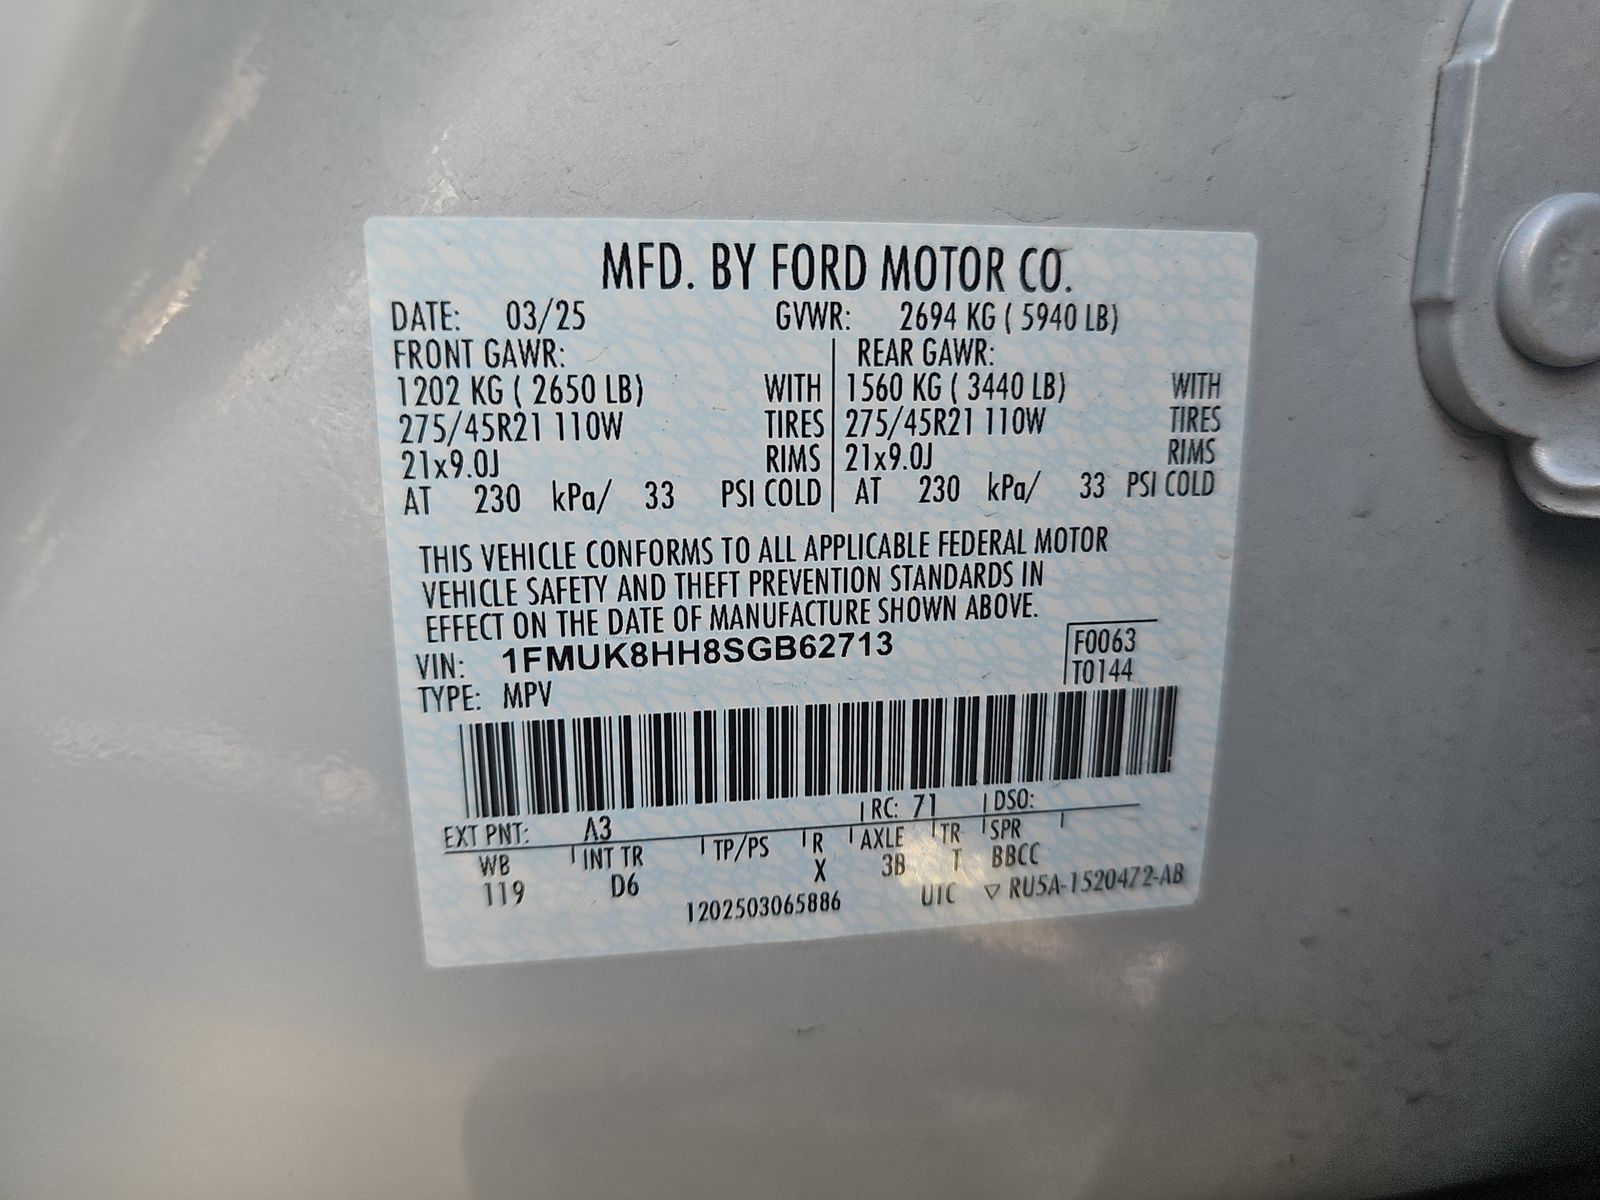 MFD. BY FORD MOTOR CO.
DATE: 03/25 GVWR: 2694 KG ( 5940 LB)
FRONT GAWR: REAR GAWR:
1202 KG ( 2650 LB) WITH 1560 KG ( 3440 LB) WITH
275/45R21 110W TIRES 275/45R21 110W TIRES
21x9.0J RIMS 21x9.0J RIMS
AT 230 kPa/ 33 PSI COLD AT 230 kPa/ 33 PSI COLD
THIS VEHICLE CONFORMS TO ALL APPLICABLE FEDERAL MOTOR
VEHICLE SAFETY AND THEFT PREVENTION STANDARDS IN
EFFECT ON THE DATE OF MANUFACTURE SHOWN ABOVE.
VIN: 1FMUK8HH8SGB62713 F0063
TYPE: MPV T0144
EXT PNT: A3 RC: 71 DSO:
WB INT TR TP/PS R AXLE TR SPR
119 D6 X 3B T BBCC
1202503065886 UTC ▽ RU5A-1520472-AB